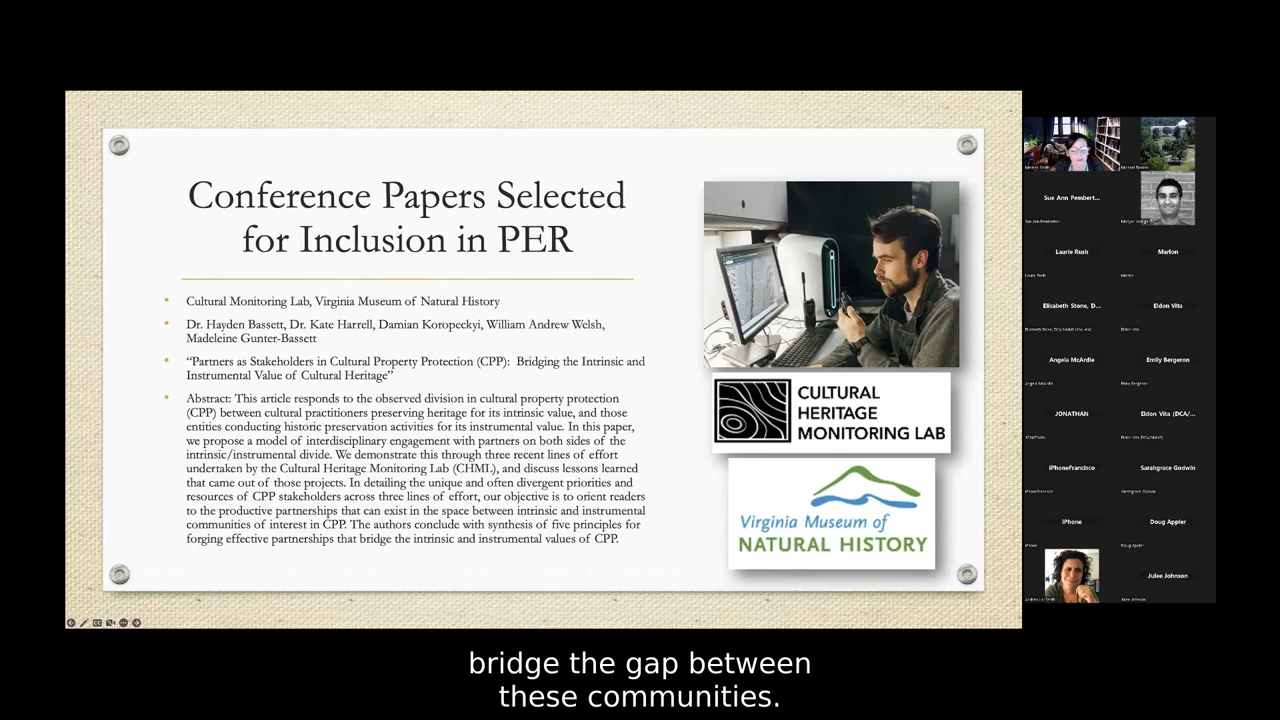 Conference Papers Selected
for Inclusion in PER
Cultural Monitoring Lab, Virginia Museum of Natural History
Dr. Hayden Bassett, Dr. Kate Harrell, Damian Koropeckyi, William Andrew Welsh,
Madeleine Gunter-Bassett
“Partners as Stakeholders in Cultural Property Protection (CPP): Bridging the Intrinsic and
Instrumental Value of Cultural Heritage”
Abstract: This article responds to the observed division in cultural property protection
(CPP) between cultural practitioners preserving heritage for its intrinsic value, and those
entities conducting historic preservation activities for its instrumental value. In this paper,
we propose a model of interdisciplinary engagement with partners on both sides of the
intrinsic/instrumental divide. We demonstrate this through three recent lines of effort
undertaken by the Cultural Heritage Monitoring Lab (CHML), and discuss lessons learned
that came out of those projects. In detailing the unique and often divergent priorities and
resources of CPP stakeholders across three lines of effort, our objective is to orient readers
to the productive partnerships that can exist in the space between intrinsic and instrumental
communities of interest in CPP. The authors conclude with synthesis of five principles for
forging effective partnerships that bridge the intrinsic and instrumental values of CPP.
CULTURAL
HERITAGE
MONITORING LAB
Virginia Museum of
NATURAL HISTORY
Sue Ann Pembert...
Laurie Rush
Marlon
Elisabeth Stone, D...
Eldon Vita
Angela McArdle
Emily Bergeron
JONATHAN
Eldon Vita (DCA/...
iPhoneFrancisco
Sarahgrace Godwin
iPhone
Doug Appler
Julee Johnson
bridge the gap between
these communities.